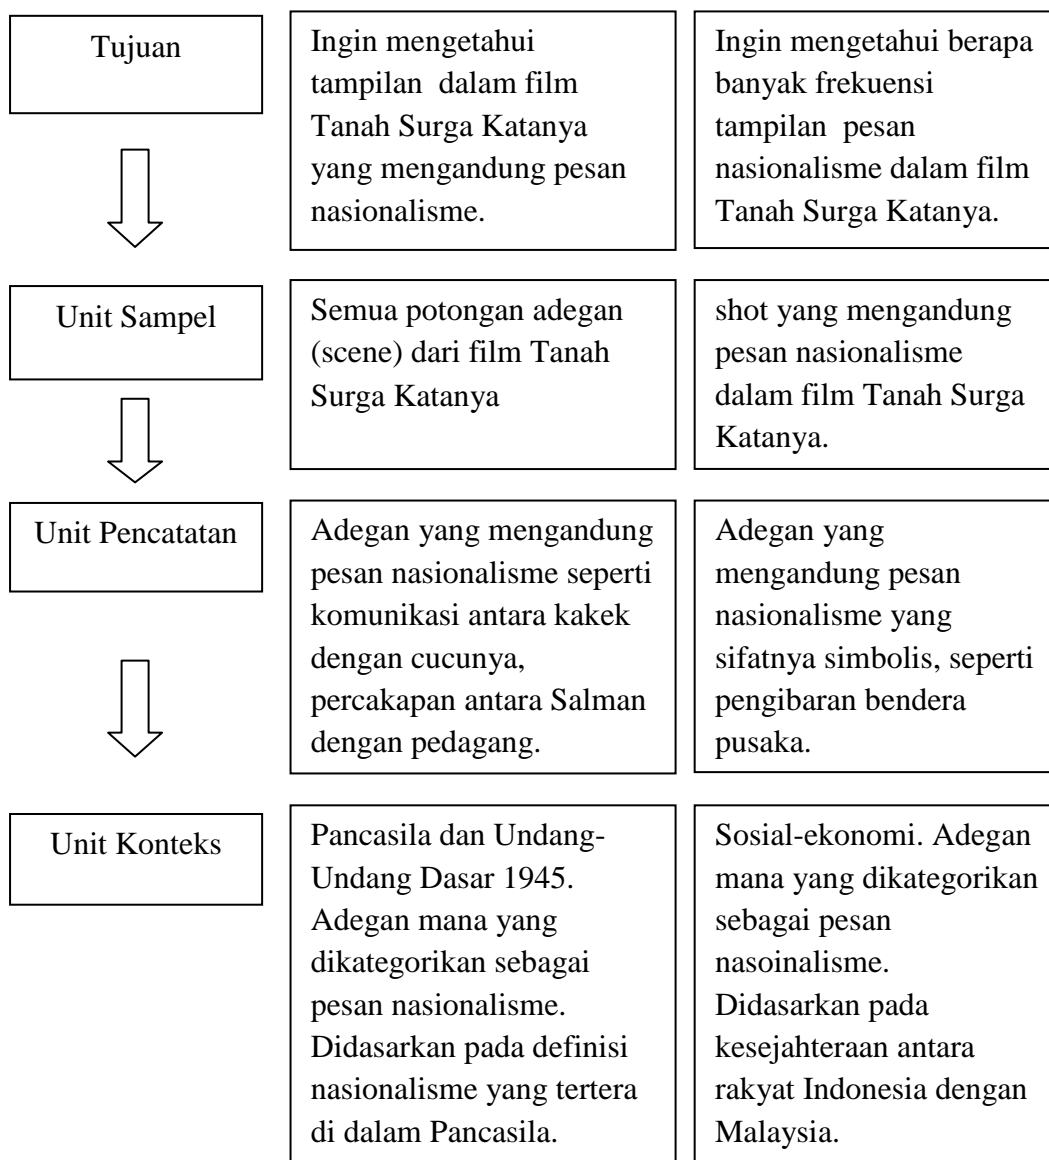 Tujuan
Ingin mengetahui
tampilan dalam film
Tanah Surga Katanya
yang mengandung pesan
nasionalisme.
Ingin mengetahui berapa
banyak frekuensi
tampilan pesan
nasionalisme dalam film
Tanah Surga Katanya.
Unit Sampel
Semua potongan adegan
(scene) dari film Tanah
Surga Katanya
shot yang mengandung
pesan nasionalisme
dalam film Tanah Surga
Katanya.
Unit Pencatatan
Adegan yang mengandung
pesan nasionalisme seperti
komunikasi antara kakek
dengan cucunya,
percakapan antara Salman
dengan pedagang.
Adegan yang
mengandung pesan
nasionalisme yang
sifatnya simbolis, seperti
pengibaran bendera
pusaka.
Unit Konteks
Pancasila dan Undang-
Undang Dasar 1945.
Adegan mana yang
dikategorikan sebagai
pesan nasionalisme.
Didasarkan pada definisi
nasionalisme yang tertera
di dalam Pancasila.
Sosial-ekonomi. Adegan
mana yang dikategorikan
sebagai pesan
nasoinalisme.
Didasarkan pada
kesejahteraan antara
rakyat Indonesia dengan
Malaysia.